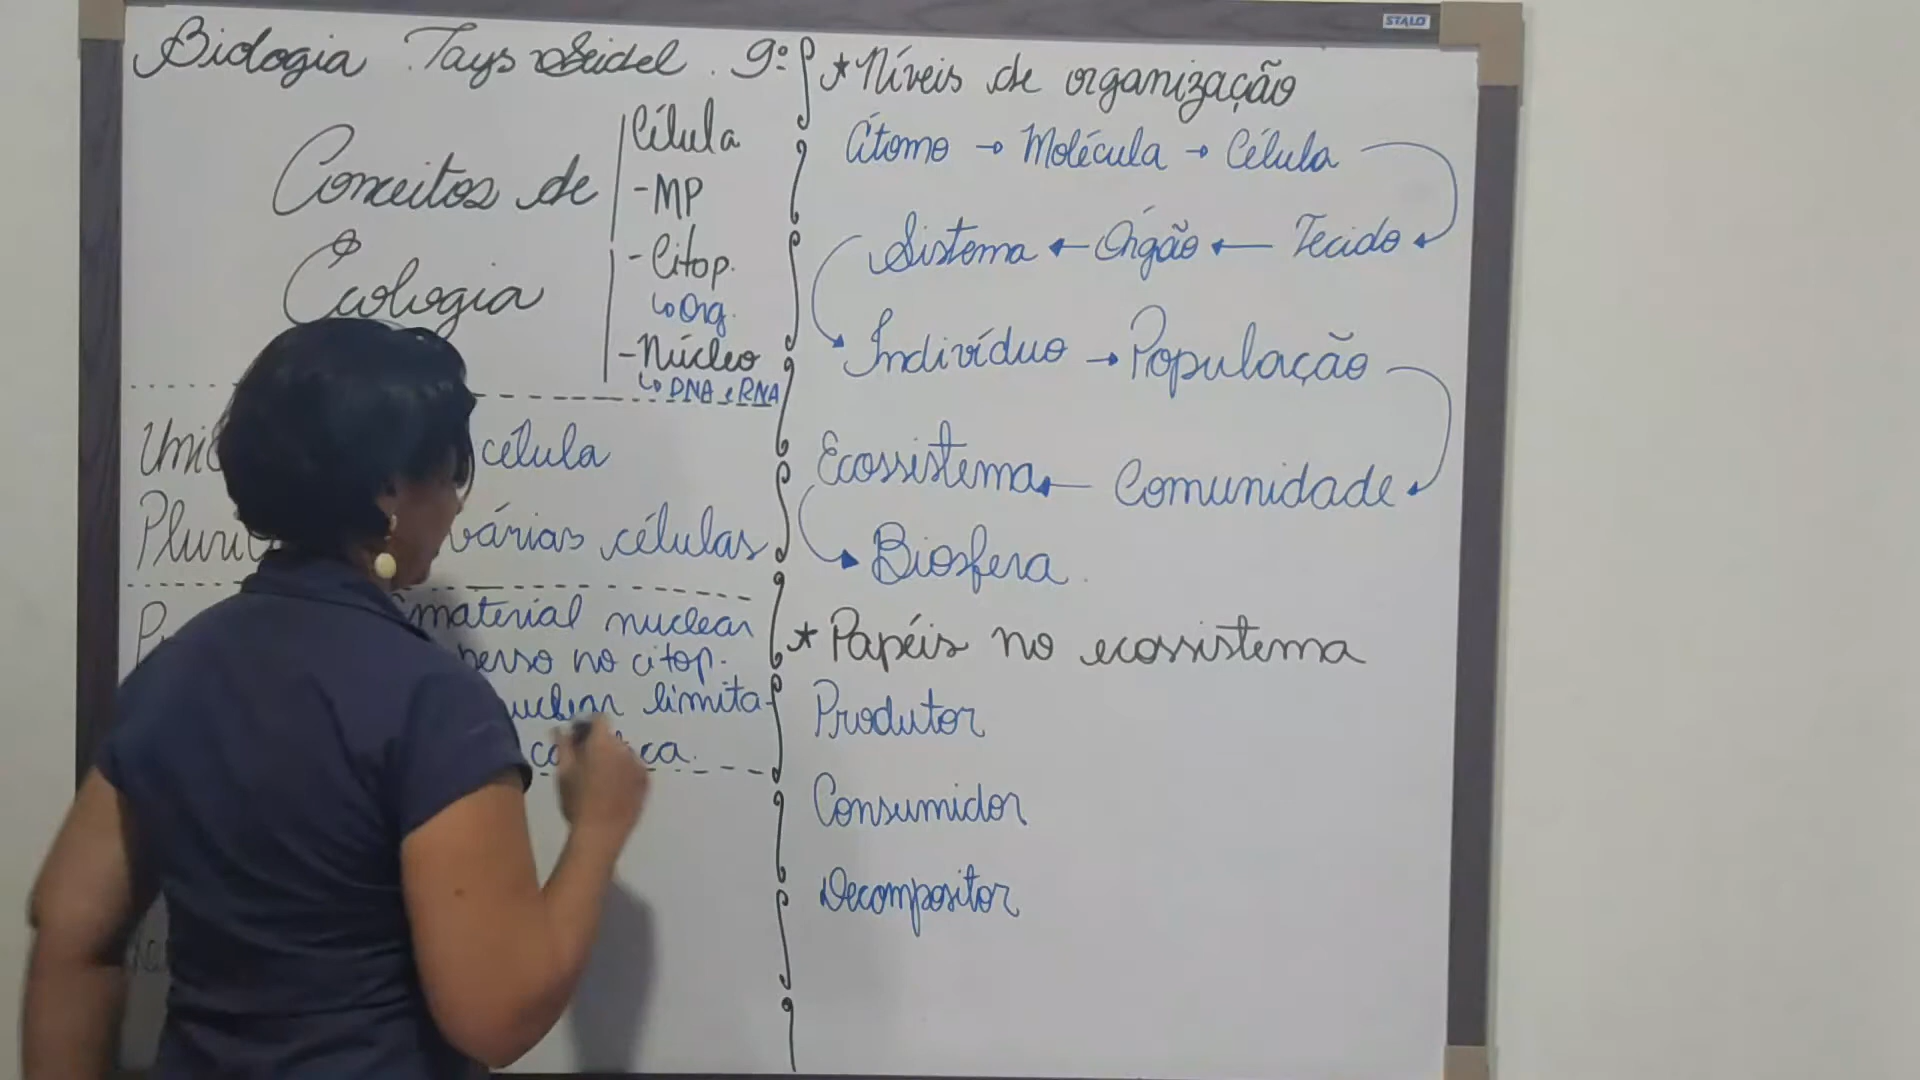 STALO
Biologia Tays Seidel. 9º
Conceitos de
Ecologia
Célula
-MP
-Citop.
↳Org.
-Núcleo
↳DNA e RNA
célula
várias células
material nuclear
no citop.
limita-
★Níveis de organização
Átomo → Molécula → Célula
Sistema ← Órgão ← Tecido
Indivíduo → População
Ecossistema ← Comunidade
Biosfera.
★Papéis no ecossistema
Produtor
Consumidor
Decompositor